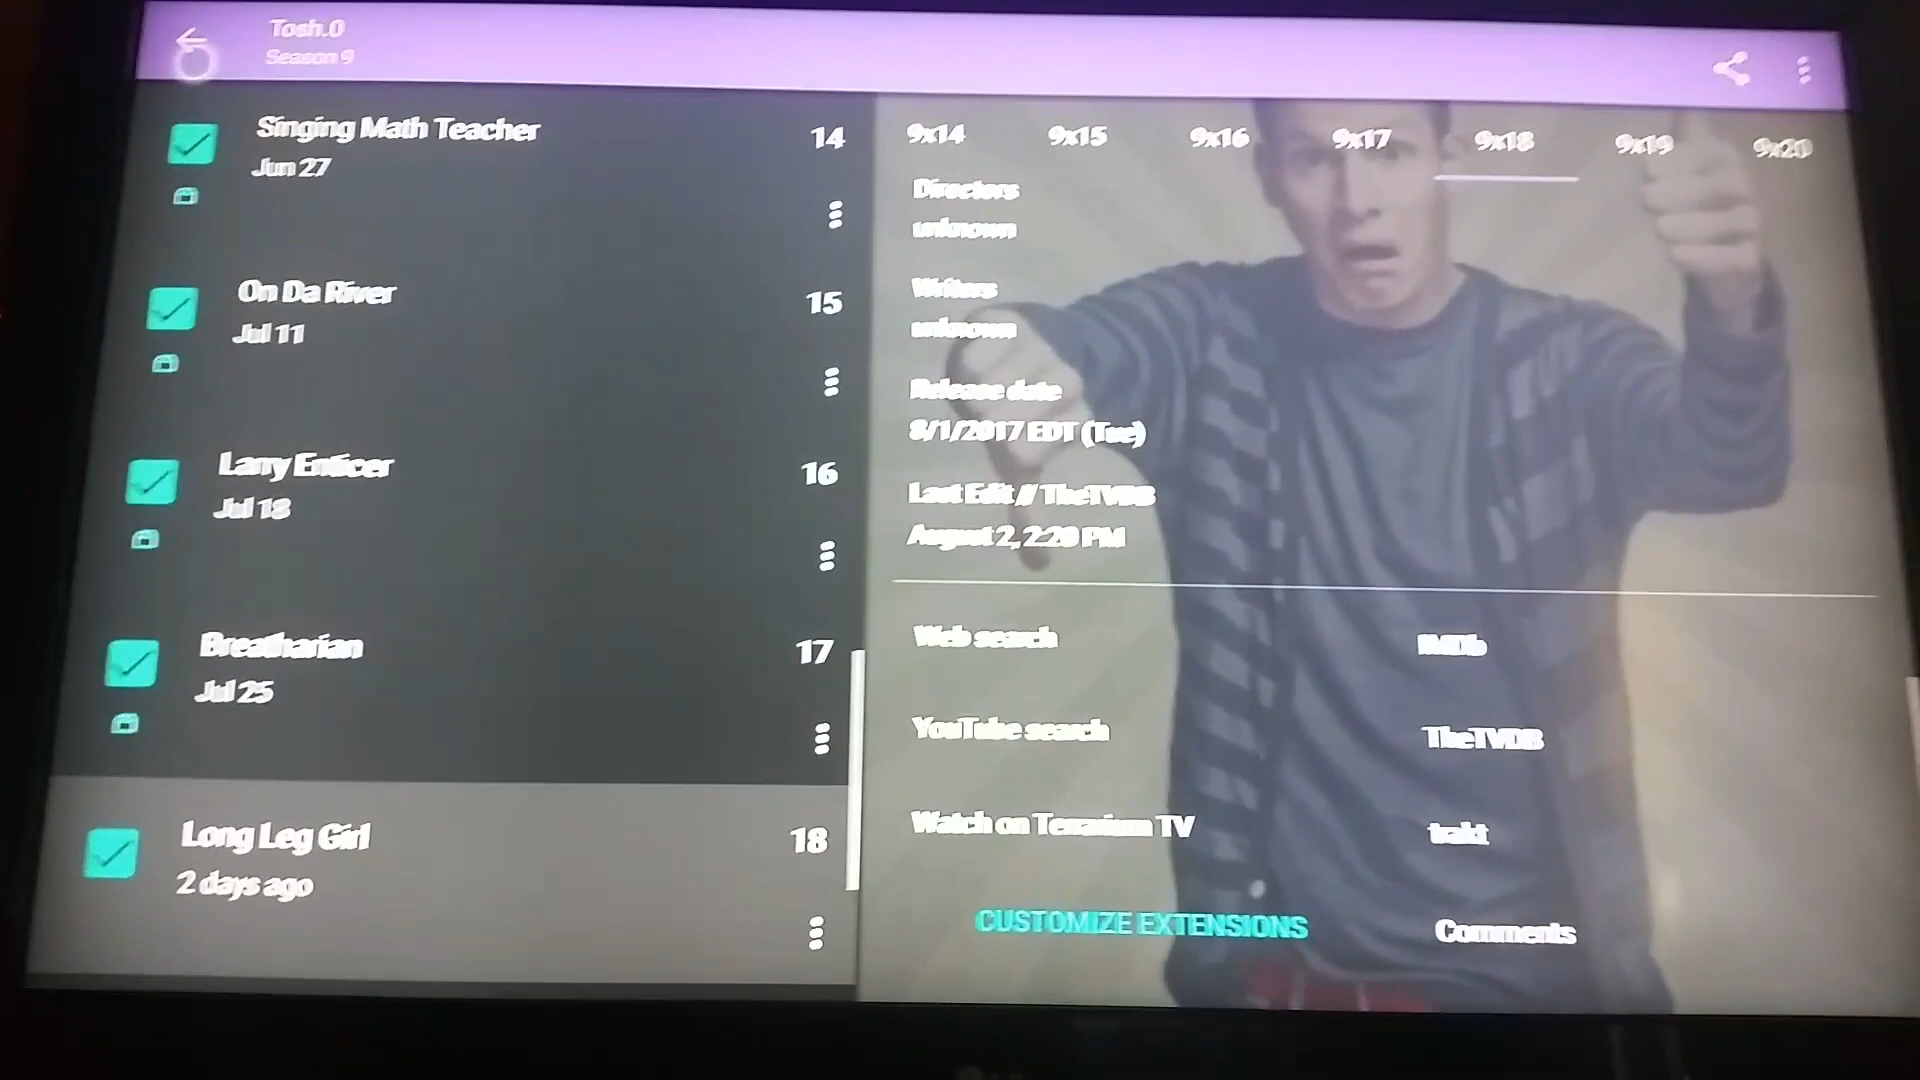 Tosh.0
Season 9
Singing Math Teacher
14
Jun 27
On Da River
15
Jul 11
Larry Enticer
16
Jul 18
Breatharian
17
Jul 25
Long Leg Girl
18
2 days ago
9x14 9x15 9x16 9x17 9x18 9x19 9x20
Directors
unknown
Writers
unknown
Release date
8/1/2017 EDT (Tue)
Last Edit // TheTVDB
August 2, 2:20 PM
Web search
IMDb
YouTube search
TheTVDB
Watch on Terrarium TV
trakt
CUSTOMIZE EXTENSIONS
Comments